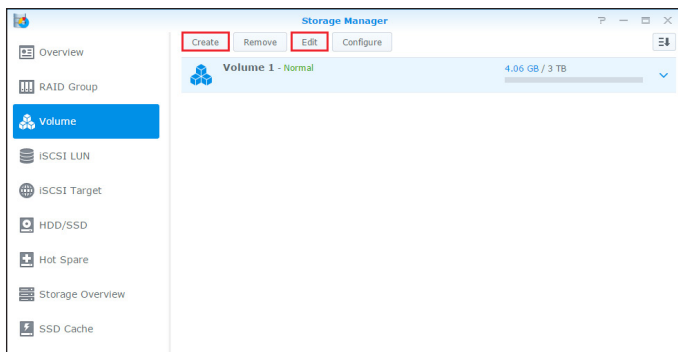 Storage Manager
Overview
RAID Group
Volume
iSCSI LUN
iSCSI Target
HDD/SSD
Hot Spare
Storage Overview
SSD Cache
Create Remove Edit Configure
Volume 1 - Normal 4.06 GB / 3 TB